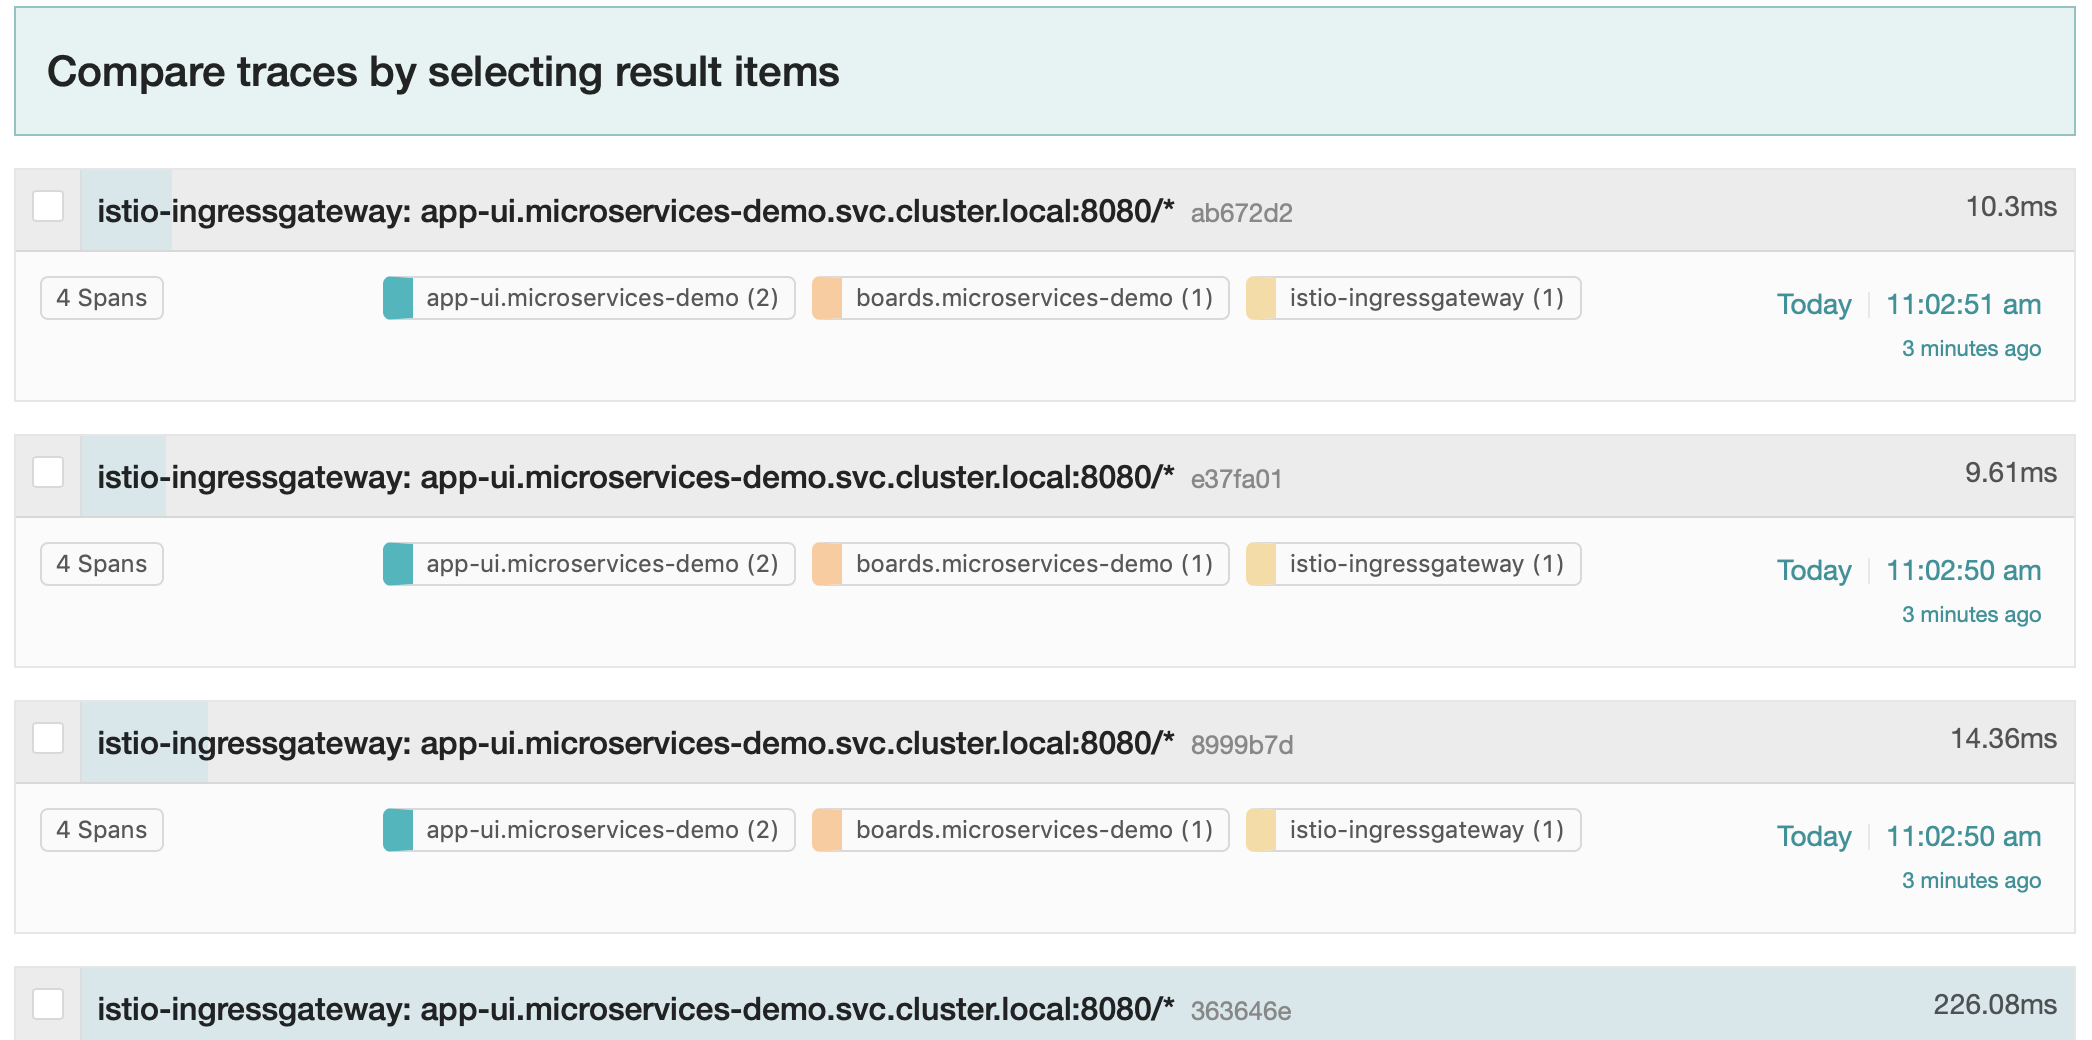 Compare traces by selecting result items
istio-ingressgateway: app-ui.microservices-demo.svc.cluster.local:8080/* ab672d2 10.3ms
4 Spans app-ui.microservices-demo (2) boards.microservices-demo (1) istio-ingressgateway (1) Today 11:02:51 am
3 minutes ago
istio-ingressgateway: app-ui.microservices-demo.svc.cluster.local:8080/* e37fa01 9.61ms
4 Spans app-ui.microservices-demo (2) boards.microservices-demo (1) istio-ingressgateway (1) Today 11:02:50 am
3 minutes ago
istio-ingressgateway: app-ui.microservices-demo.svc.cluster.local:8080/* 8999b7d 14.36ms
4 Spans app-ui.microservices-demo (2) boards.microservices-demo (1) istio-ingressgateway (1) Today 11:02:50 am
3 minutes ago
istio-ingressgateway: app-ui.microservices-demo.svc.cluster.local:8080/* 363646e 226.08ms